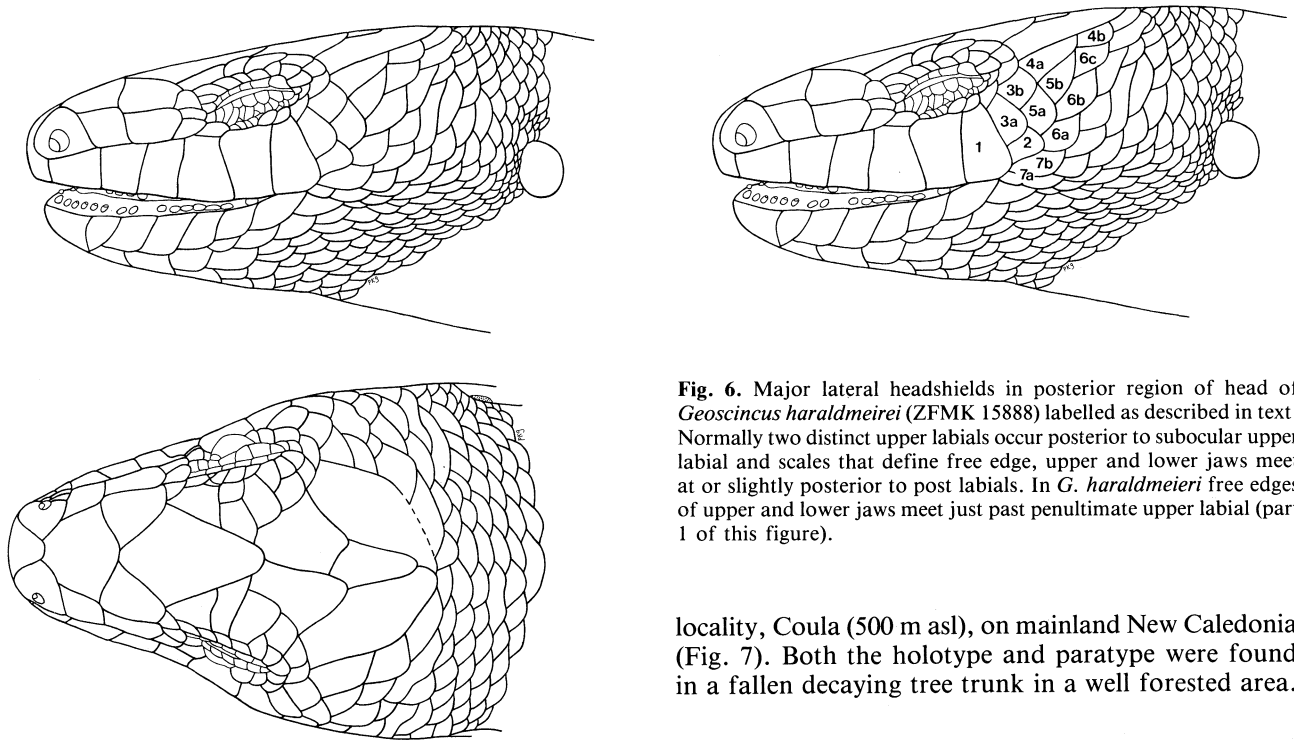 4b
4a
6c
3b
5b
6b
5a
3a
6a
1
2
7b
7a
PKG
PKG
Fig. 6. Major lateral headshields in posterior region of head of
Geoscincus haraldmeirei (ZFMK 15888) labelled as described in text
Normally two distinct upper labials occur posterior to subocular upper
labial and scales that define free edge, upper and lower jaws meet
at or slightly posterior to post labials. In G. haraldmeieri free edges
of upper and lower jaws meet just past penultimate upper labial (par
1 of this figure).
locality, Coula (500 m asl), on mainland New Caledonia
(Fig. 7). Both the holotype and paratype were found
in a fallen decaying tree trunk in a well forested area.